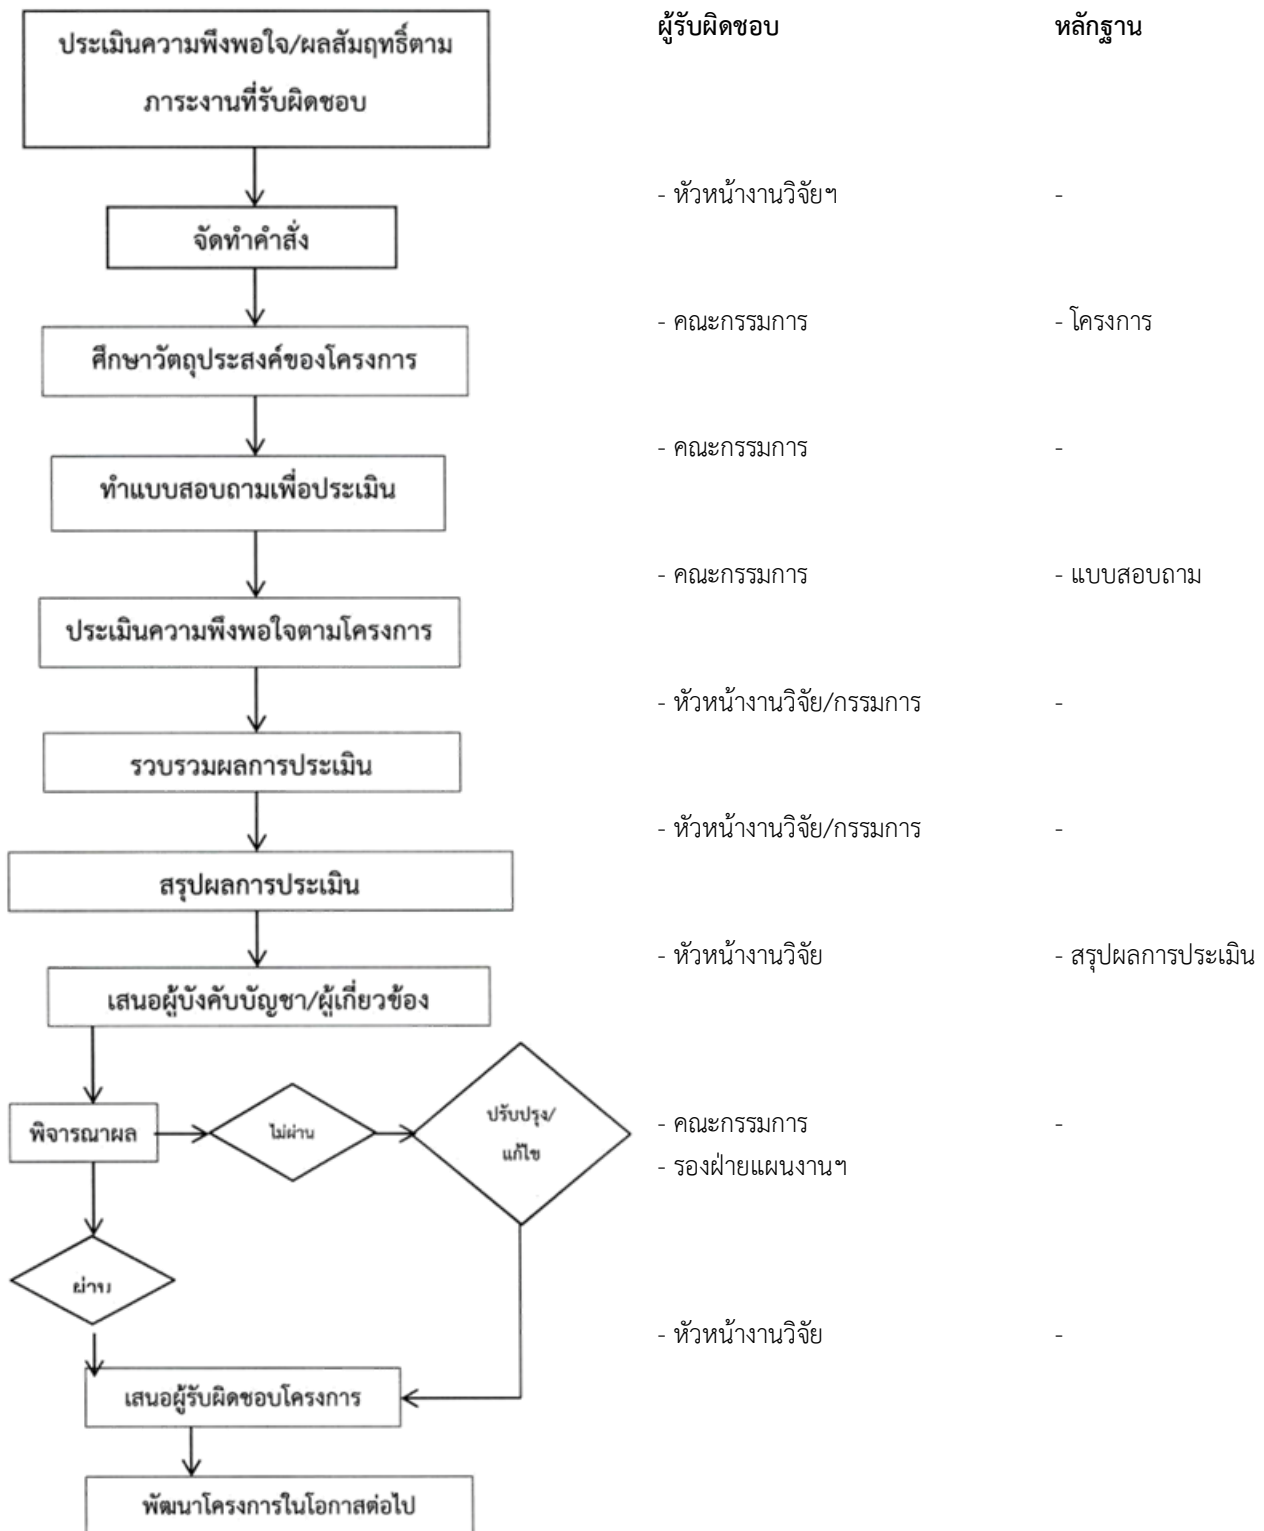 ประเมินความพึงพอใจ/ผลสัมฤทธิ์ตาม
ภาระงานที่รับผิดชอบ
ผู้รับผิดชอบ
หลักฐาน
- หัวหน้างานวิจัยฯ
-
จัดทำคำสั่ง
- คณะกรรมการ
- โครงการ
ศึกษาวัตถุประสงค์ของโครงการ
- คณะกรรมการ
-
ทำแบบสอบถามเพื่อประเมิน
- คณะกรรมการ
- แบบสอบถาม
ประเมินความพึงพอใจตามโครงการ
- หัวหน้างานวิจัย/กรรมการ
-
รวบรวมผลการประเมิน
- หัวหน้างานวิจัย/กรรมการ
-
สรุปผลการประเมิน
- หัวหน้างานวิจัย
- สรุปผลการประเมิน
เสนอผู้บังคับบัญชา/ผู้เกี่ยวข้อง
พิจารณาผล
ไม่ผ่าน
ปรับปรุง/
แก้ไข
- คณะกรรมการ
-
- รองฝ่ายแผนงานฯ
ผ่าน
- หัวหน้างานวิจัย
-
เสนอผู้รับผิดชอบโครงการ
พัฒนาโครงการในโอกาสต่อไป